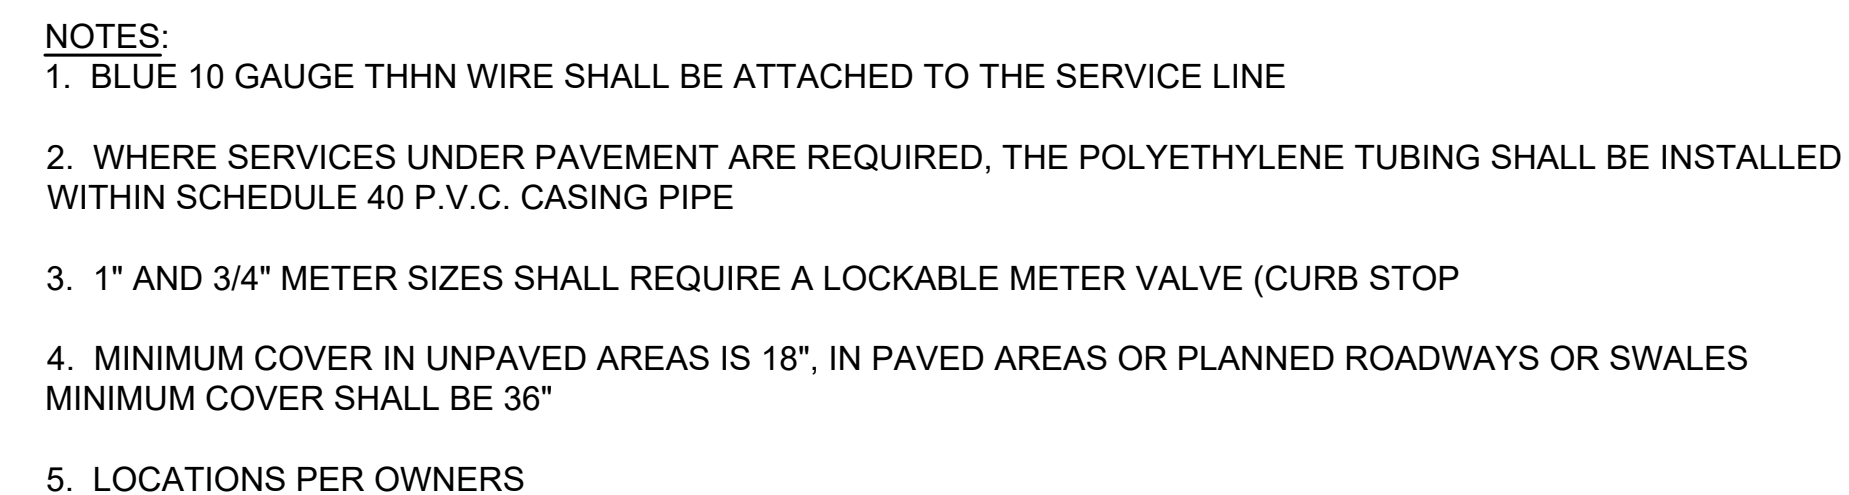 NOTES:
1. BLUE 10 GAUGE THHN WIRE SHALL BE ATTACHED TO THE SERVICE LINE
2. WHERE SERVICES UNDER PAVEMENT ARE REQUIRED, THE POLYETHYLENE TUBING SHALL BE INSTALLED
WITHIN SCHEDULE 40 P.V.C. CASING PIPE
3. 1" AND 3/4" METER SIZES SHALL REQUIRE A LOCKABLE METER VALVE (CURB STOP
4. MINIMUM COVER IN UNPAVED AREAS IS 18", IN PAVED AREAS OR PLANNED ROADWAYS OR SWALES
MINIMUM COVER SHALL BE 36"
5. LOCATIONS PER OWNERS